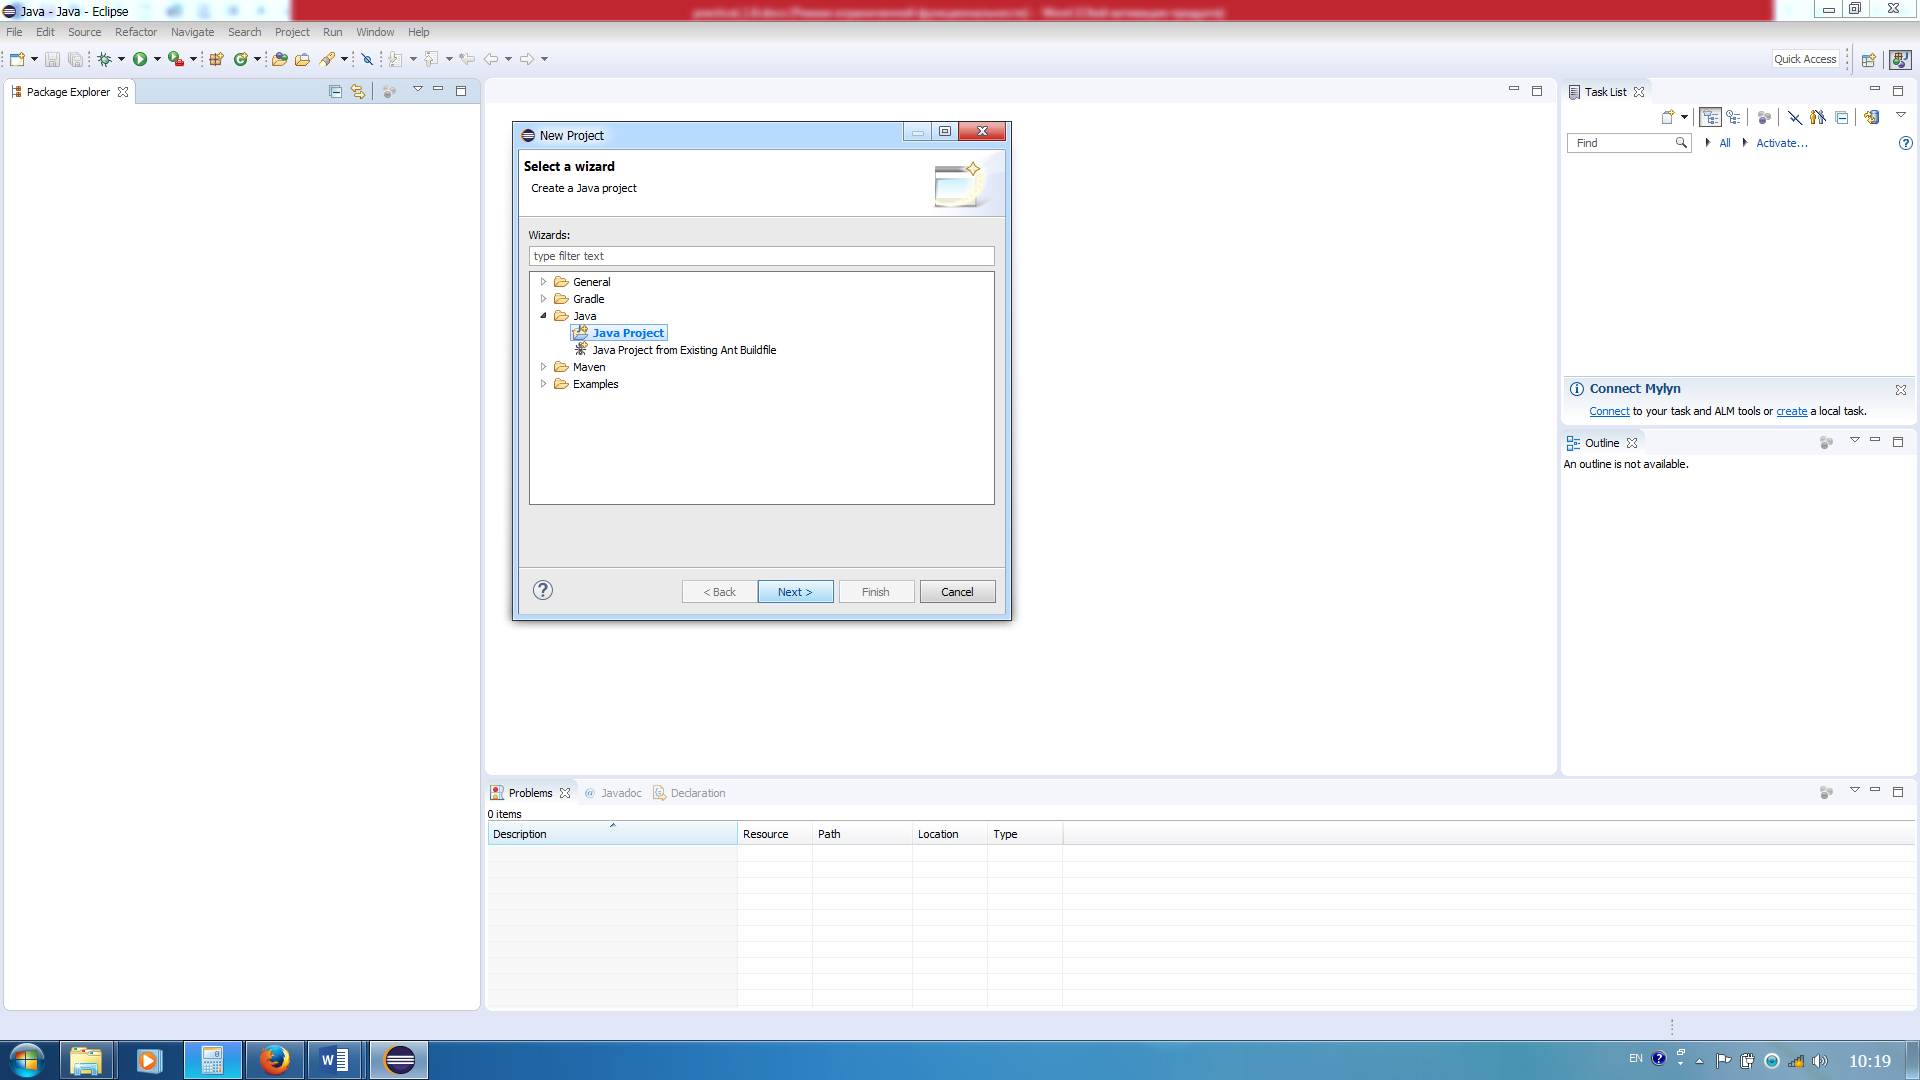 Java - Java - Eclipse
File Edit Source Refactor Navigate Search Project Run Window Help
Quick Access
Package Explorer
Task List
Find
All
Activate...
New Project
Select a wizard
Create a Java project
Wizards:
type filter text
General
Gradle
Java
Java Project
Java Project from Existing Ant Buildfile
Maven
Examples
< Back
Next >
Finish
Cancel
Connect Mylyn
Connect to your task and ALM tools or create a local task.
Outline
An outline is not available.
Problems
@ Javadoc
Declaration
0 items
Description Resource Path Location Type
EN
10:19